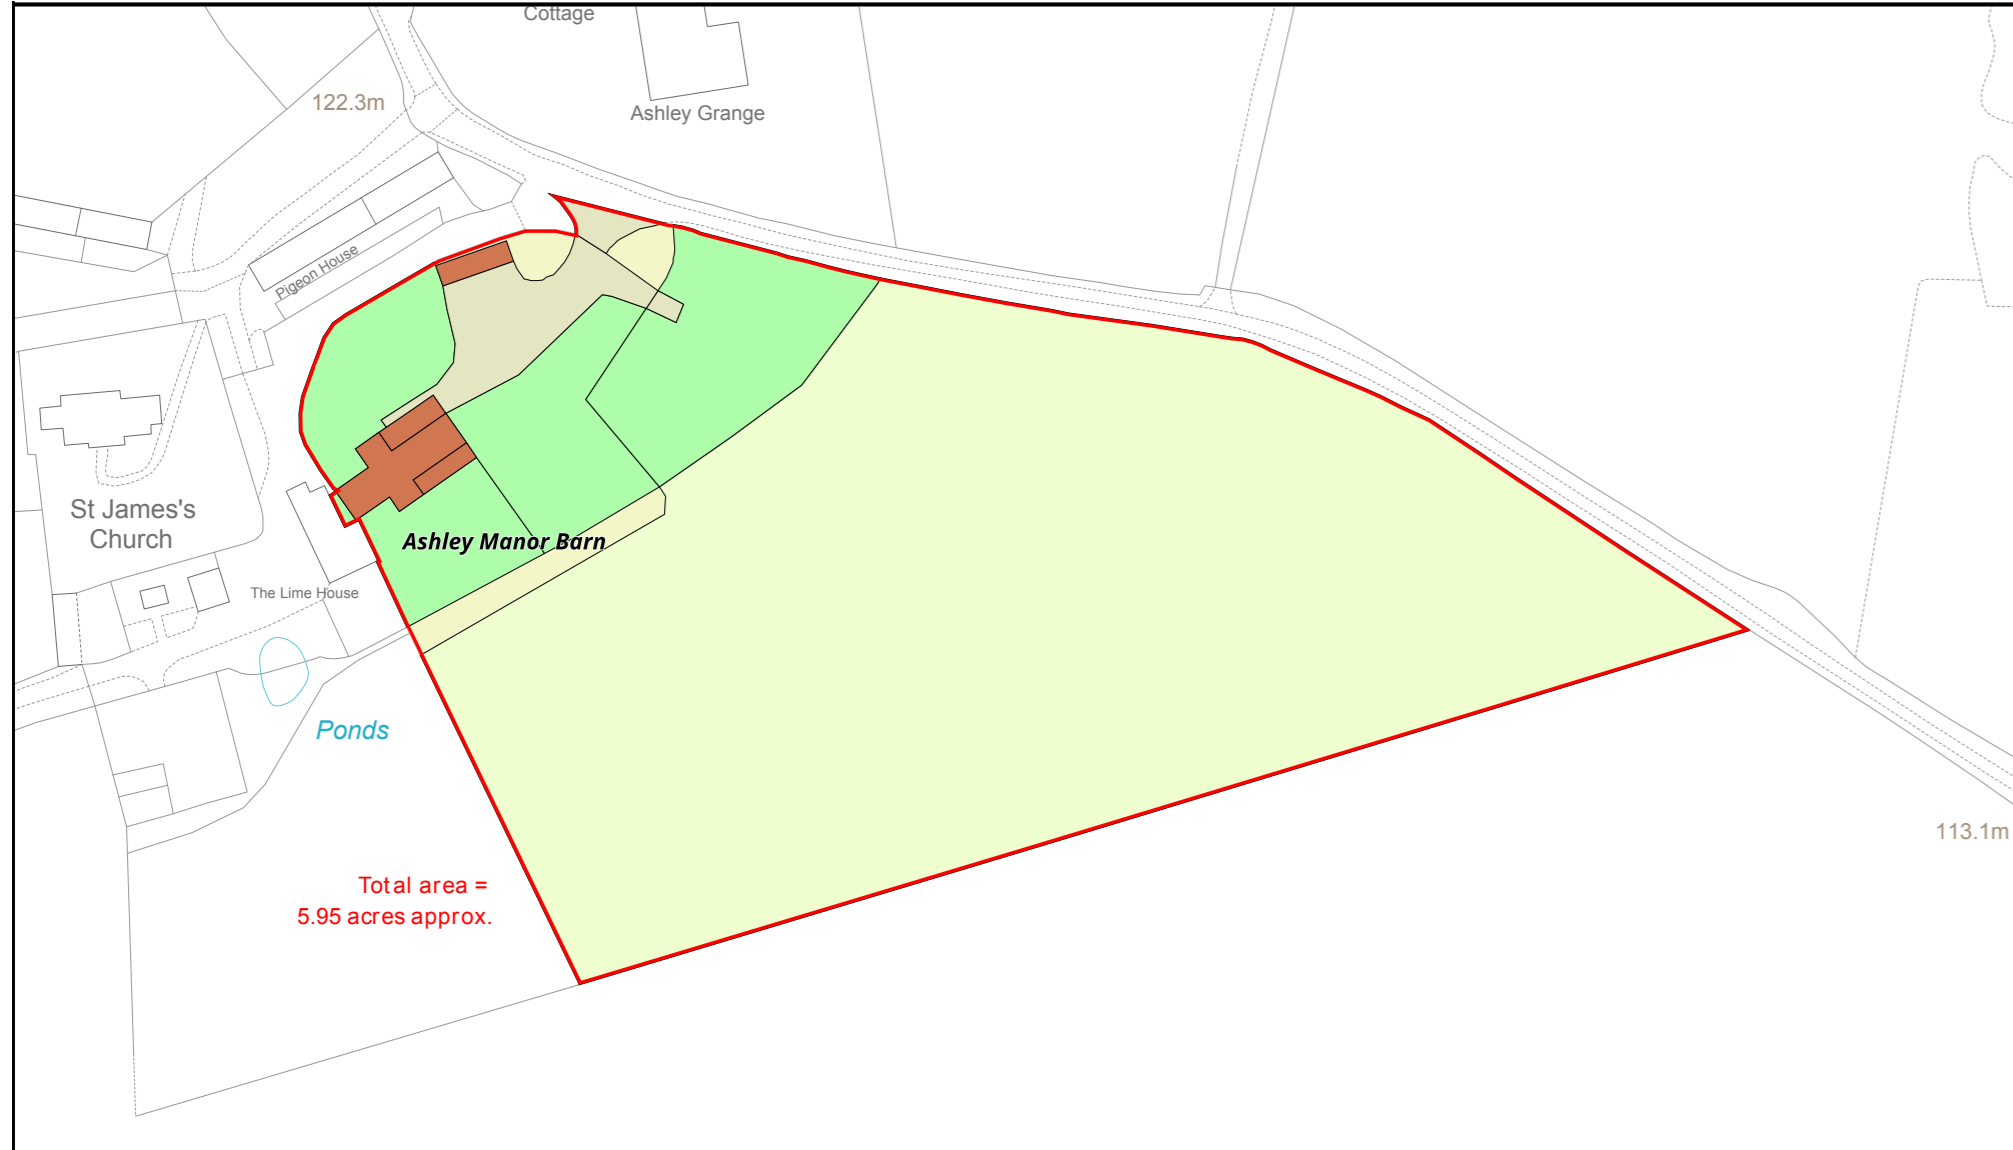 Cottage
122.3m
Ashley Grange
Pigeon House
St James's
Church
Ashley Manor Barn
The Lime House
Ponds
113.1m
Total area =
5.95 acres approx.